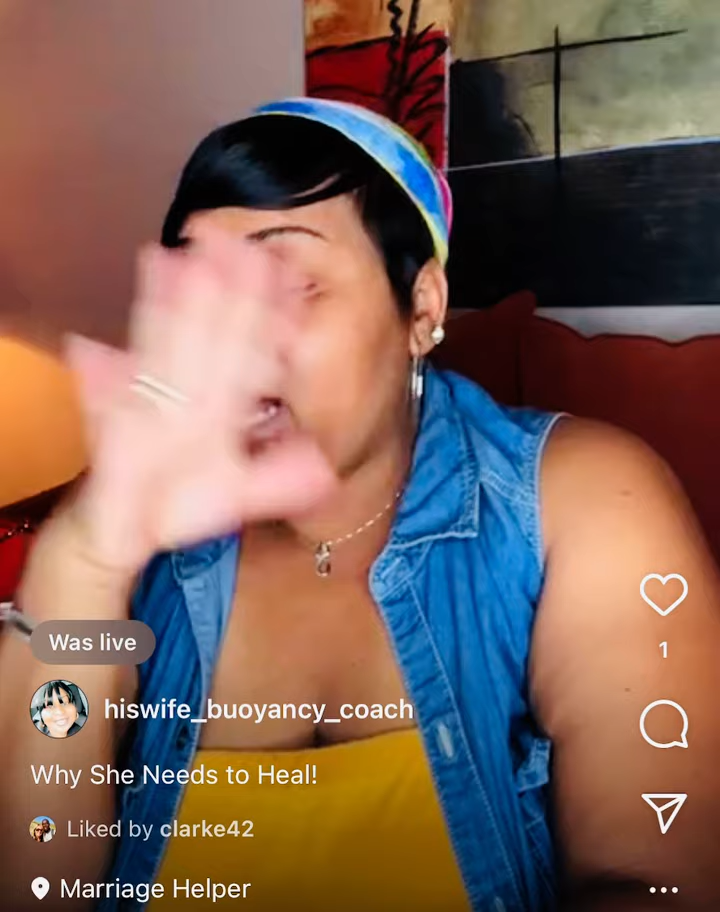 Was live
hiswife_buoyancy_coach
1
Why She Needs to Heal!
Liked by clarke42
Marriage Helper